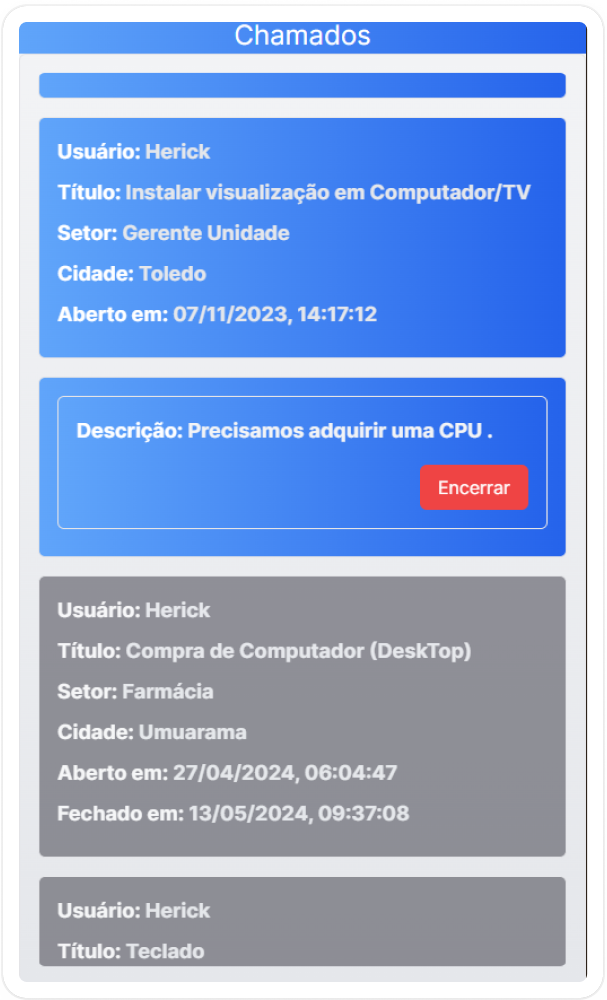 Chamados
Usuário: Herick
Título: Instalar visualização em Computador/TV
Setor: Gerente Unidade
Cidade: Toledo
Aberto em: 07/11/2023, 14:17:12
Descrição: Precisamos adquirir uma CPU .
Encerrar
Usuário: Herick
Título: Compra de Computador (DeskTop)
Setor: Farmácia
Cidade: Umuarama
Aberto em: 27/04/2024, 06:04:47
Fechado em: 13/05/2024, 09:37:08
Usuário: Herick
Título: Teclado